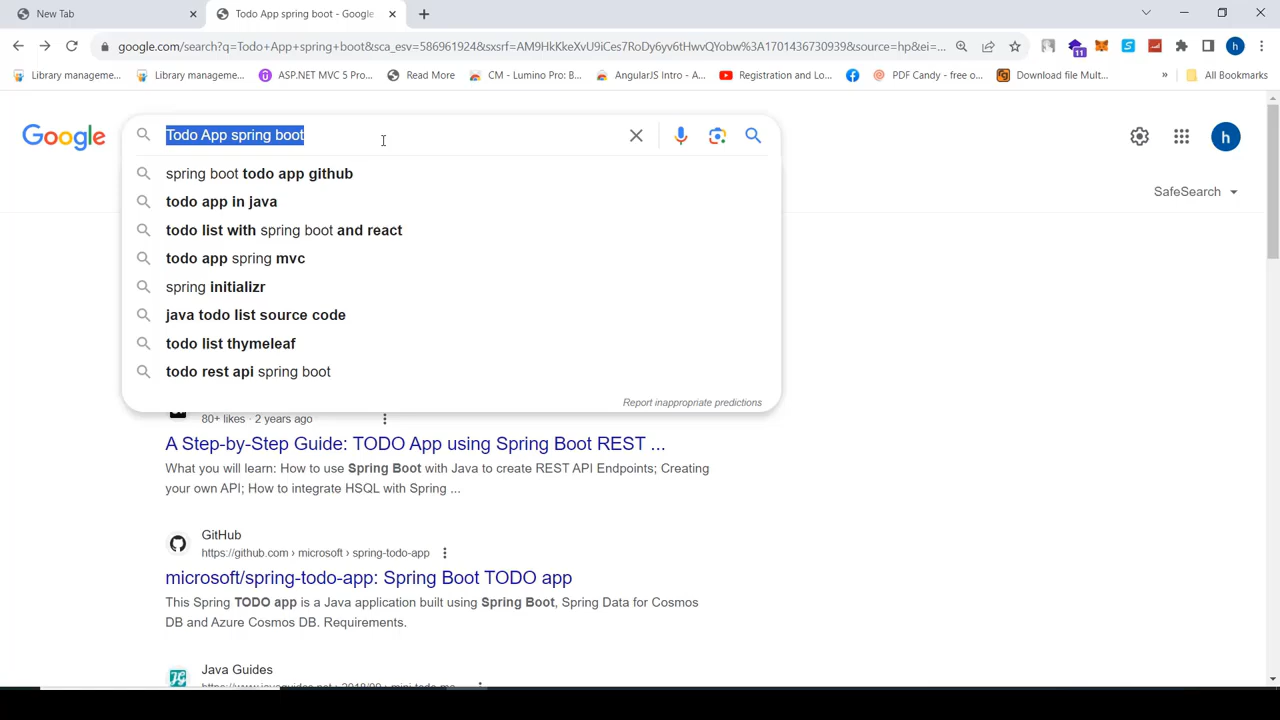 New Tab
Todo App spring boot - Google
google.com/search?q=Todo+App+spring+boot&sca_esv=586961924&sxsrf=AM9HkKkeXvU9iCes7RoDy6yv6tHwvQYobw%3A1701436730939&source=hp&ei=...
Library manageme...
Library manageme...
ASP.NET MVC 5 Pro...
Read More
CM - Lumino Pro: B...
AngularJS Intro - A...
Registration and Lo...
PDF Candy - free o...
Download file Mult...
»
All Bookmarks
Google
Todo App spring boot
h
spring boot todo app github
todo app in java
todo list with spring boot and react
todo app spring mvc
spring initializr
java todo list source code
todo list thymeleaf
todo rest api spring boot
Report inappropriate predictions
SafeSearch
80+ likes · 2 years ago
A Step-by-Step Guide: TODO App using Spring Boot REST ...
What you will learn: How to use Spring Boot with Java to create REST API Endpoints; Creating
your own API; How to integrate HSQL with Spring ...
GitHub
https://github.com › microsoft › spring-todo-app
microsoft/spring-todo-app: Spring Boot TODO app
This Spring TODO app is a Java application built using Spring Boot, Spring Data for Cosmos
DB and Azure Cosmos DB. Requirements.
Java Guides